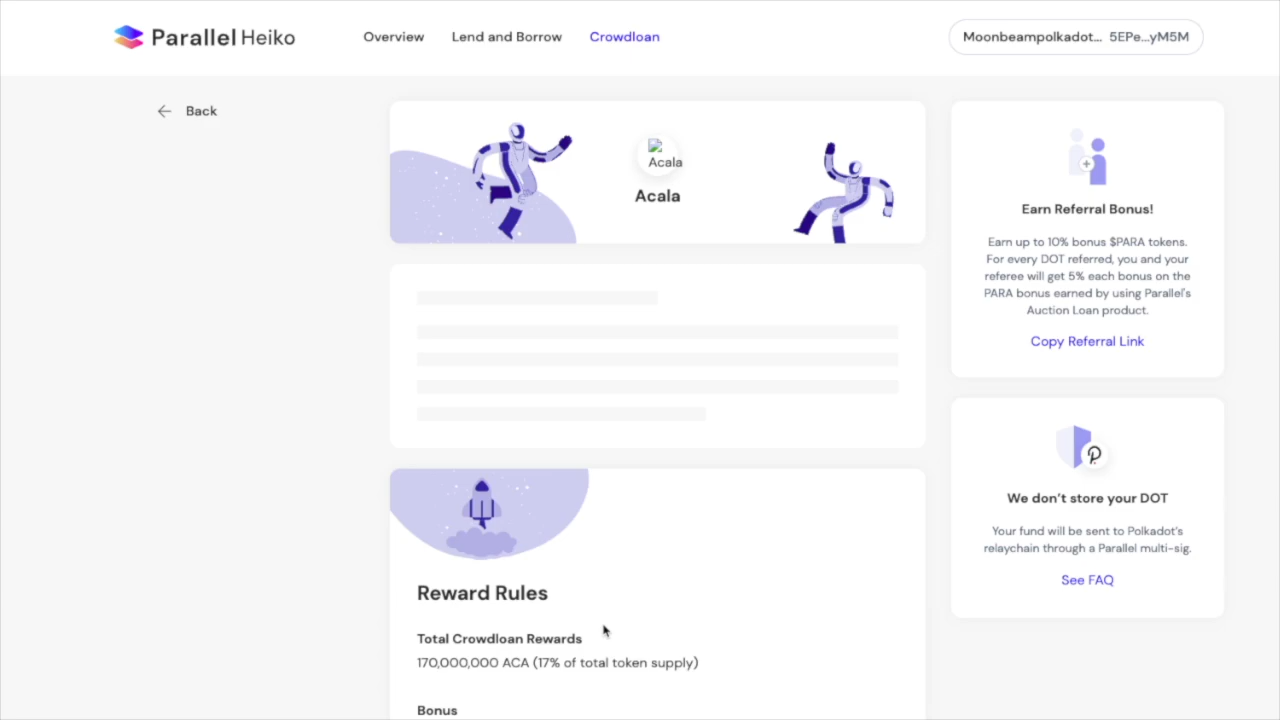 Parallel Heiko
Overview
Lend and Borrow
Crowdloan
Moonbeampolkadot... 5EPe...yM5M
Back
Acala
Acala
Reward Rules
Total Crowdloan Rewards
170,000,000 ACA (17% of total token supply)
Bonus
Earn Referral Bonus!
Earn up to 10% bonus $PARA tokens.
For every DOT referred, you and your
referee will get 5% each bonus on the
PARA bonus earned by using Parallel's
Auction Loan product.
Copy Referral Link
We don't store your DOT
Your fund will be sent to Polkadot's
relaychain through a Parallel multi-sig.
See FAQ